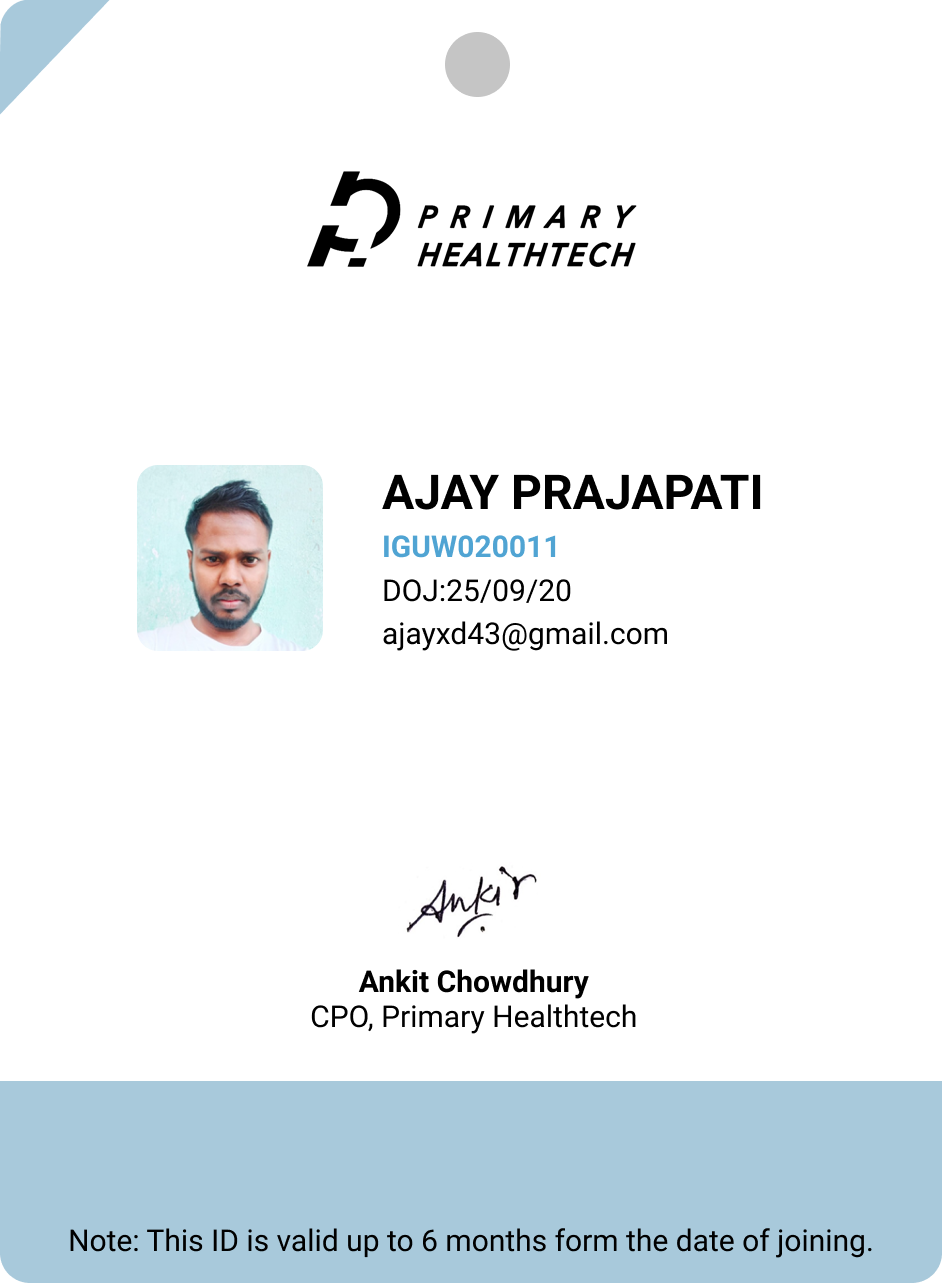 PRIMARY
HEALTHTECH
AJAY PRAJAPATI
IGUW020011
DOJ:25/09/20
ajayxd43@gmail.com
Ankit
Ankit Chowdhury
CPO, Primary Healthtech
Note: This ID is valid up to 6 months form the date of joining.